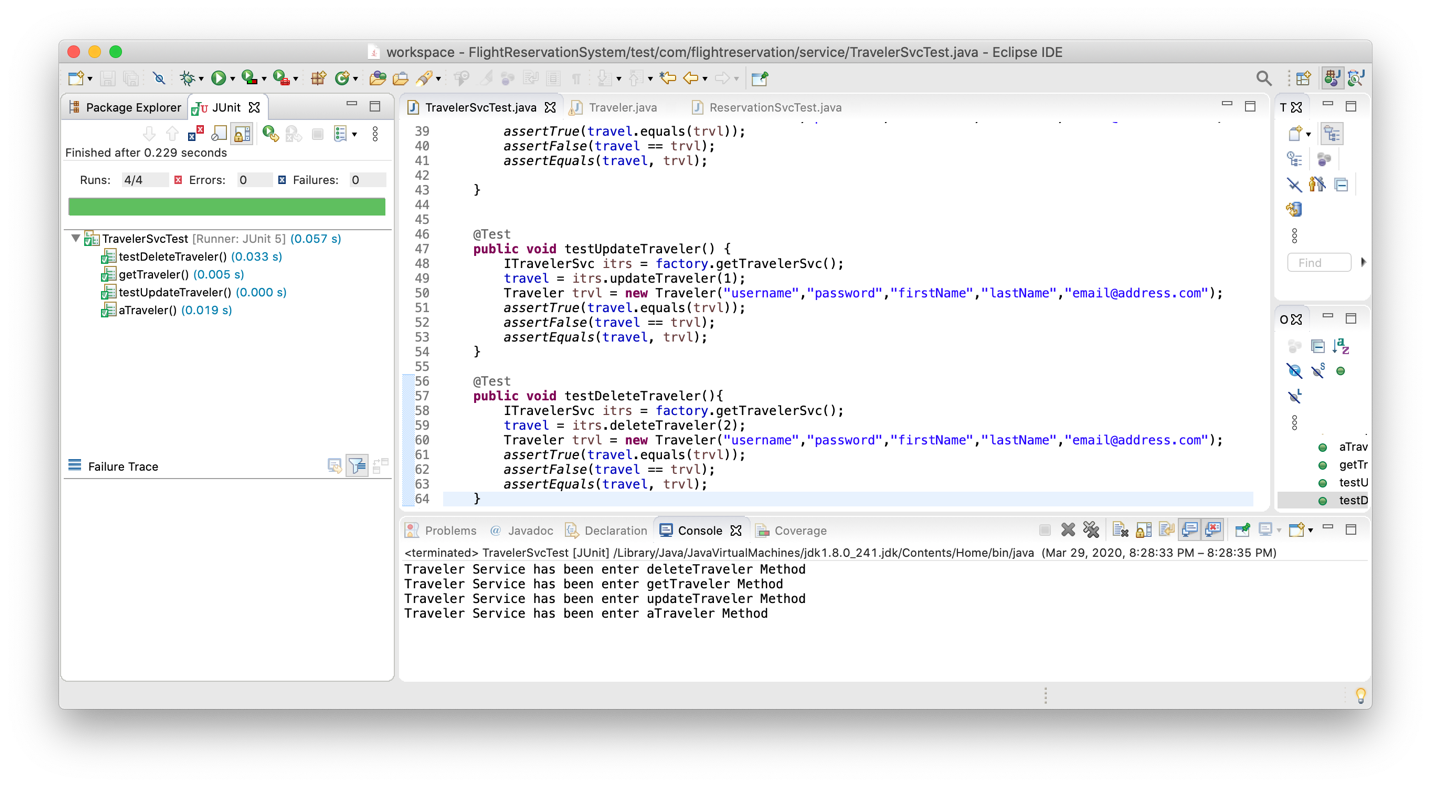 workspace - FlightReservationSystem/test/com/flightreservation/service/TravelerSvcTest.java - Eclipse IDE
Package Explorer
JUnit
Finished after 0.229 seconds
Runs: 4/4 Errors: 0 Failures: 0
TravelerSvcTest [Runner: JUnit 5] (0.057 s)
testDeleteTraveler() (0.033 s)
getTraveler() (0.005 s)
testUpdateTraveler() (0.000 s)
aTraveler() (0.019 s)
Failure Trace
TravelerSvcTest.java
Traveler.java
ReservationSvcTest.java
39 assertTrue(travel.equals(trvl));
40 assertFalse(travel == trvl);
41 assertEquals(travel, trvl);
42
43 }
44
45
46 @Test
47 public void testUpdateTraveler() {
48 ITravelerSvc itrs = factory.getTravelerSvc();
49 travel = itrs.updateTraveler(1);
50 Traveler trvl = new Traveler("username","password","firstName","lastName","email@address.com");
51 assertTrue(travel.equals(trvl));
52 assertFalse(travel == trvl);
53 assertEquals(travel, trvl);
54 }
55
56 @Test
57 public void testDeleteTraveler(){
58 ITravelerSvc itrs = factory.getTravelerSvc();
59 travel = itrs.deleteTraveler(2);
60 Traveler trvl = new Traveler("username","password","firstName","lastName","email@address.com");
61 assertTrue(travel.equals(trvl));
62 assertFalse(travel == trvl);
63 assertEquals(travel, trvl);
64 }
T
Find
O
aTrav
getTr
testU
testD
Problems
@ Javadoc
Declaration
Console
Coverage
<terminated> TravelerSvcTest [JUnit] /Library/Java/JavaVirtualMachines/jdk1.8.0_241.jdk/Contents/Home/bin/java (Mar 29, 2020, 8:28:33 PM – 8:28:35 PM)
Traveler Service has been enter deleteTraveler Method
Traveler Service has been enter getTraveler Method
Traveler Service has been enter updateTraveler Method
Traveler Service has been enter aTraveler Method